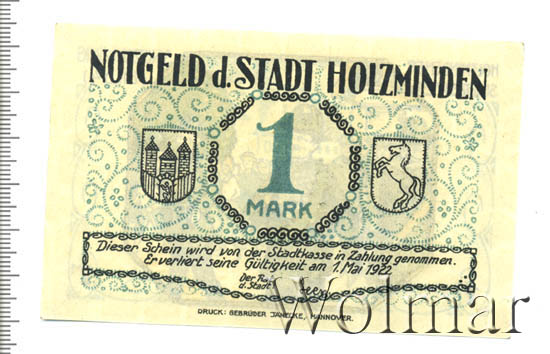 NOTGELD d. STADT HOLZMINDEN
1
MARK
Dieser Schein wird von der Stadtkasse in Zahlung genommen.
Er verliert seine Gültigkeit am 1. Mai 1922.
Der
d. Stadt
DRUCK: GEBRÜDER JÄNECKE, HANNOVER.
Wolmar